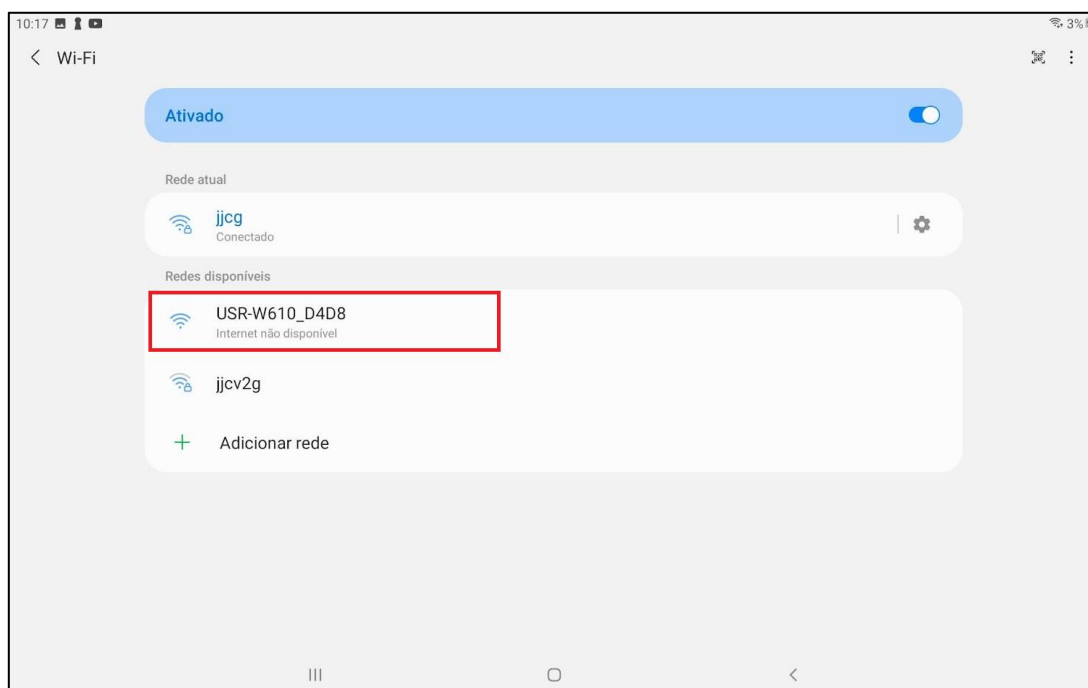 10:17 3%
Wi-Fi
Ativado
Rede atual
jjcg
Conectado
Redes disponíveis
USR-W610_D4D8
Internet não disponível
jjcv2g
Adicionar rede